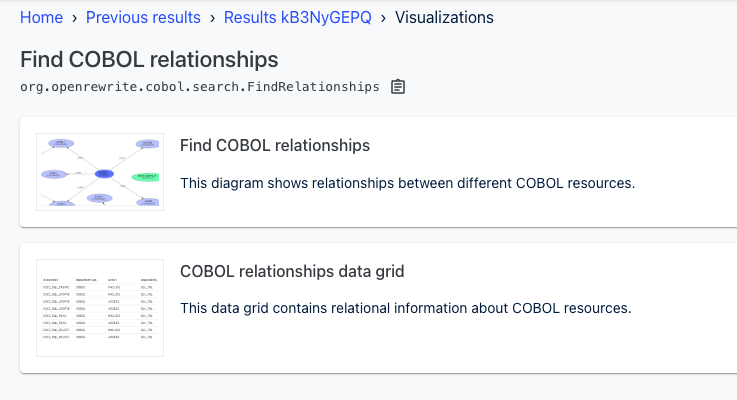 Home › Previous results › Results kB3NyGEPQ › Visualizations
Find COBOL relationships
org.openrewrite.cobol.search.FindRelationships
Find COBOL relationships
This diagram shows relationships between different COBOL resources.
COBOL relationships data grid
This data grid contains relational information about COBOL resources.